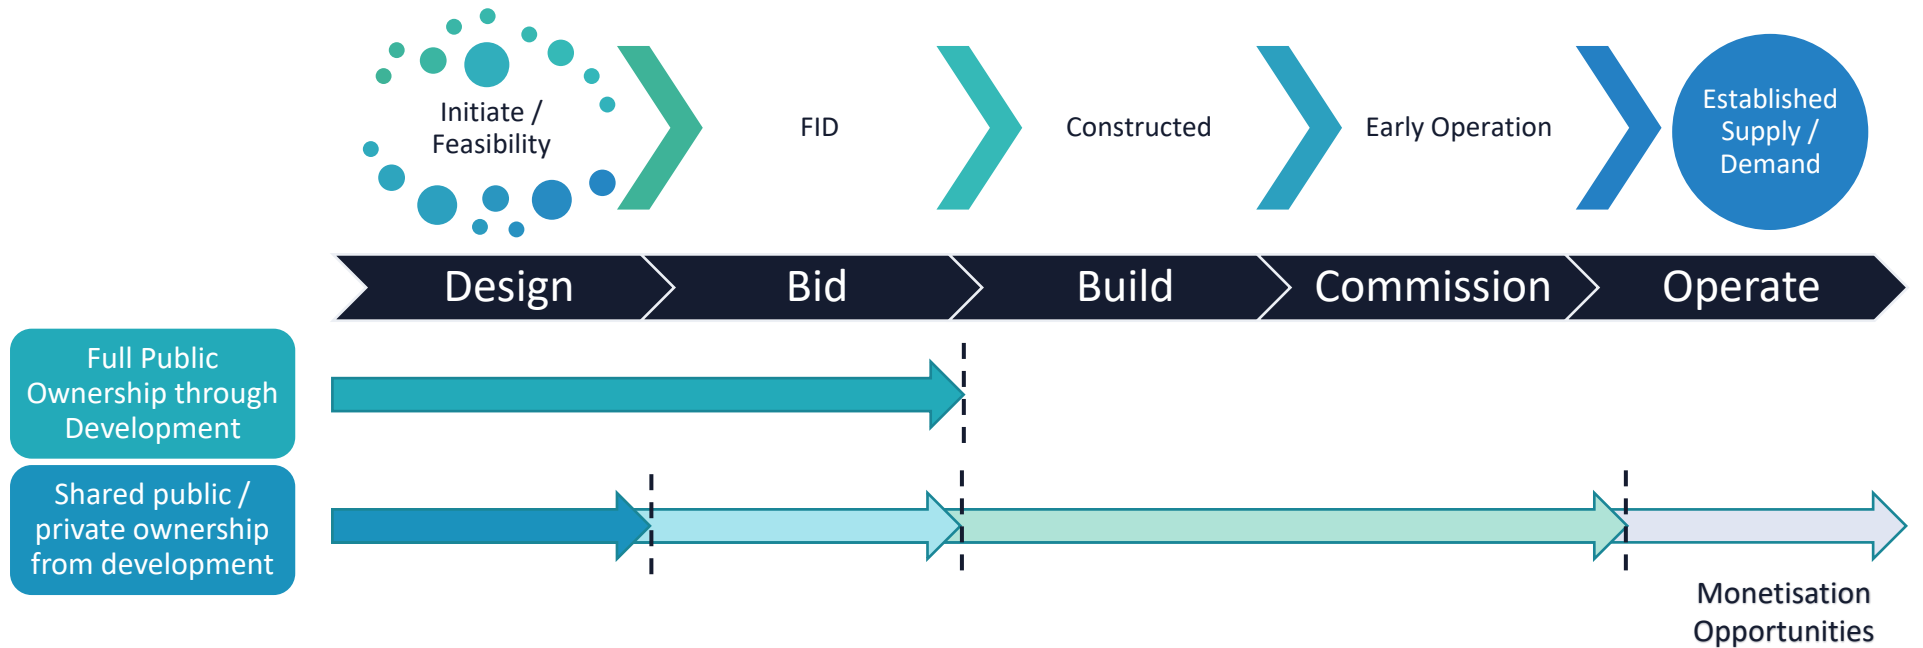 Initiate /
Feasibility
FID
Constructed
Early Operation
Established
Supply /
Demand
Design
Bid
Build
Commission
Operate
Full Public
Ownership through
Development
Shared public /
private ownership
from development
Monetisation
Opportunities